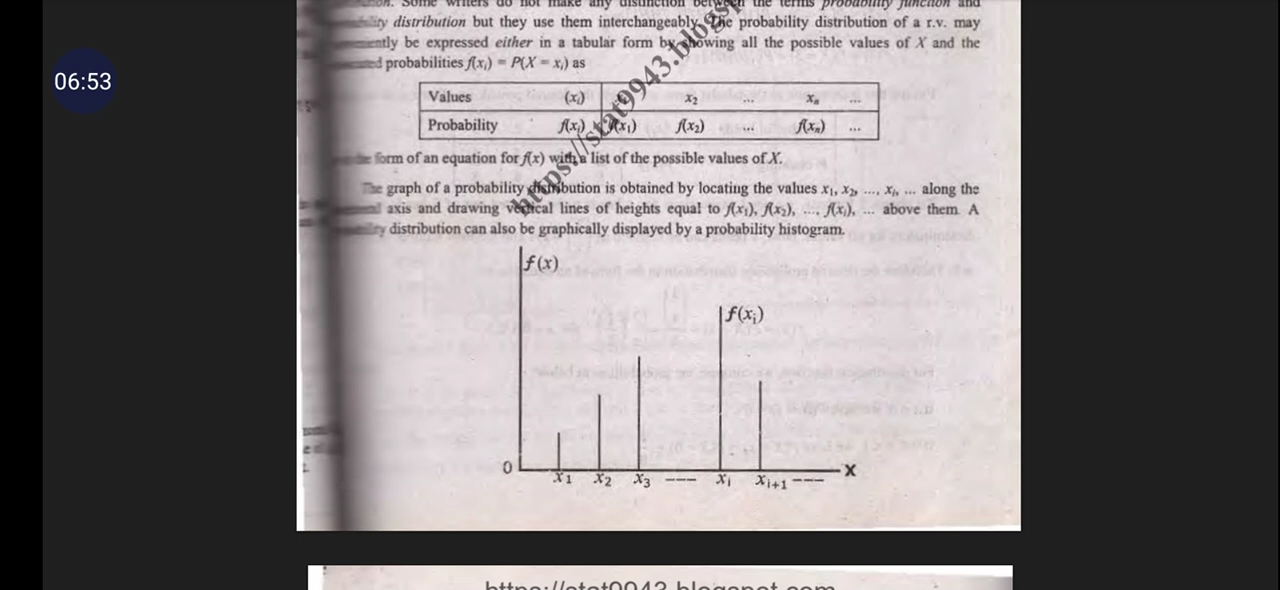 Some writers do not make any distinction between the terms probability function and
distribution but they use them interchangeably. The probability distribution of a r.v. may
be expressed either in a tabular form by showing all the possible values of X and the
probabilities f(xᵢ) = P(X = xᵢ) as
06:53
Values (xᵢ) x₂ ... xₙ ...
Probability f(xᵢ) f(x₁) f(x₂) ... f(xₙ) ...
form of an equation for f(x) with a list of the possible values of X.
The graph of a probability distribution is obtained by locating the values x₁, x₂, ..., xᵢ, ... along the
axis and drawing vertical lines of heights equal to f(x₁), f(x₂), ..., f(xᵢ), ... above them. A
distribution can also be graphically displayed by a probability histogram.
https://stat9943.blogsp
f(x)
f(xᵢ)
0 x₁ x₂ x₃ --- xᵢ xᵢ₊₁ --- X
https://stat9943.blogspot.com